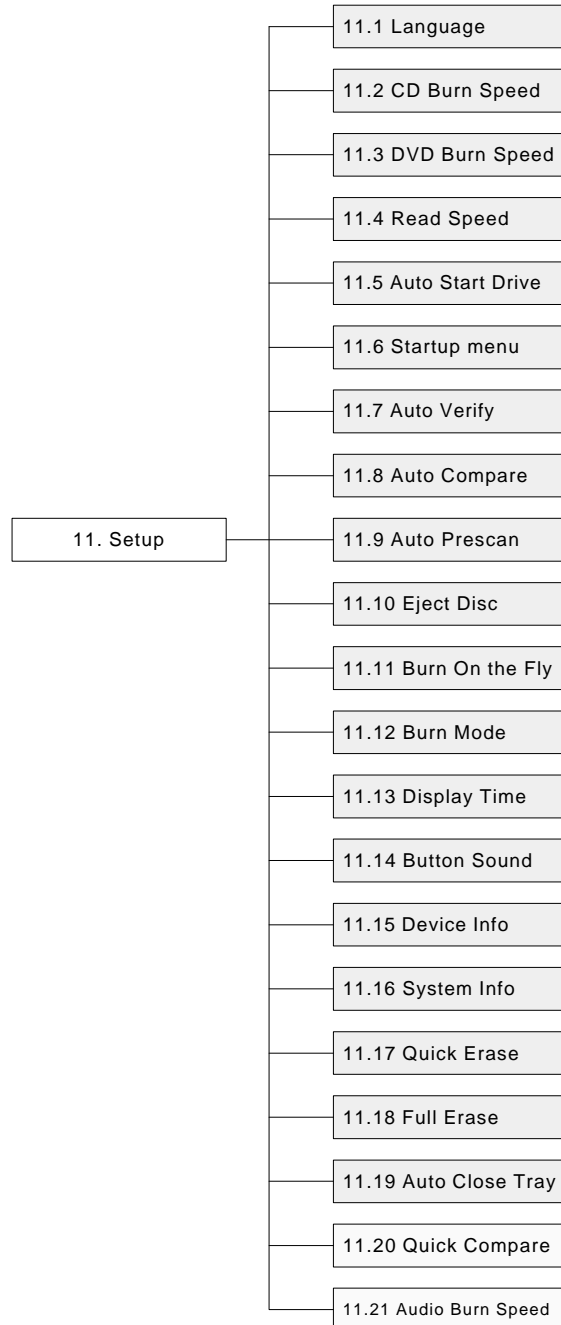 11.1 Language
11.2 CD Burn Speed
11.3 DVD Burn Speed
11.4 Read Speed
11.5 Auto Start Drive
11.6 Startup menu
11.7 Auto Verify
11.8 Auto Compare
11. Setup
11.9 Auto Prescan
11.10 Eject Disc
11.11 Burn On the Fly
11.12 Burn Mode
11.13 Display Time
11.14 Button Sound
11.15 Device Info
11.16 System Info
11.17 Quick Erase
11.18 Full Erase
11.19 Auto Close Tray
11.20 Quick Compare
11.21 Audio Burn Speed